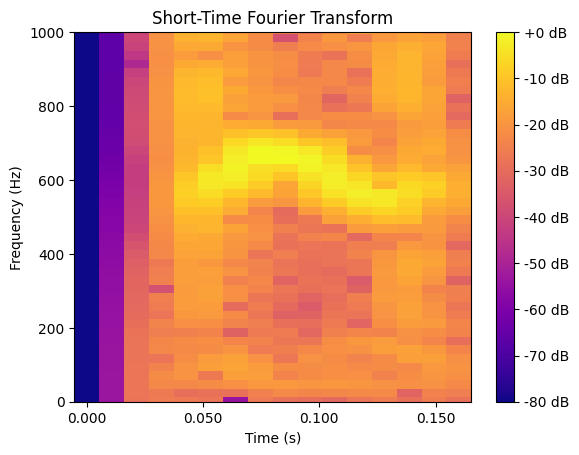 Short-Time Fourier Transform
1000
800
600
400
200
0
Frequency (Hz)
0.000
0.050
0.100
0.150
Time (s)
+0 dB
-10 dB
-20 dB
-30 dB
-40 dB
-50 dB
-60 dB
-70 dB
-80 dB